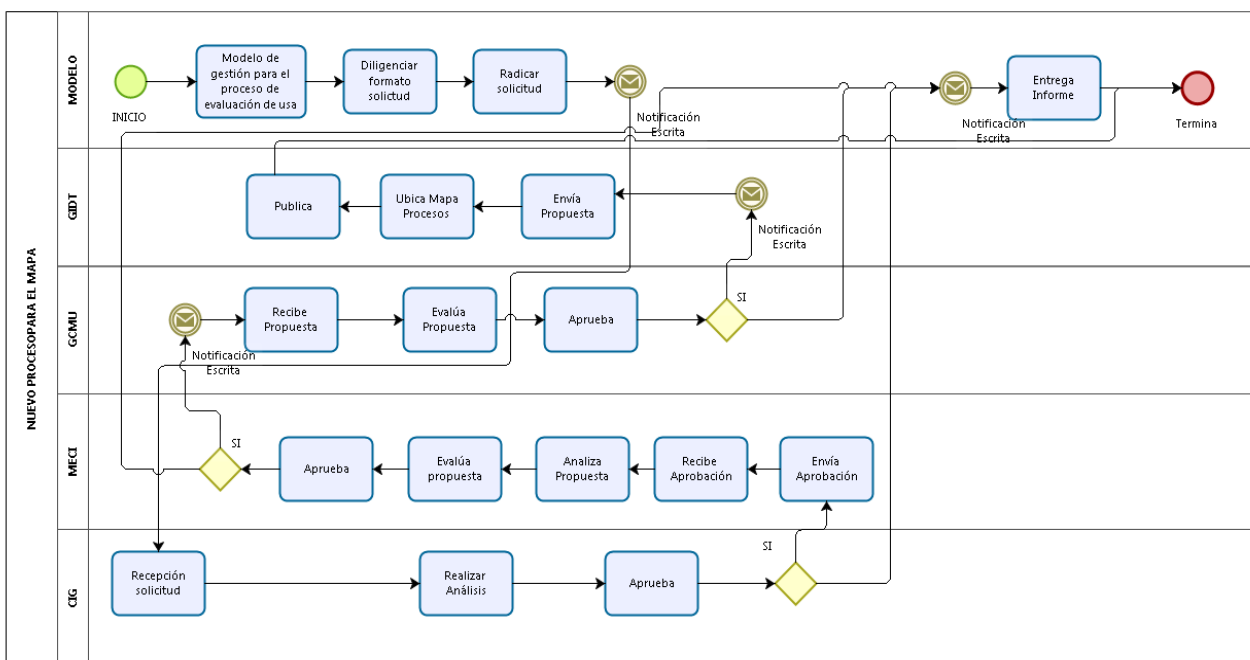 NUEVO PROCESOPARA EL MAPA
MODELO
INICIO
Modelo de
gestión para el
proceso de
evaluación de usa
Diligenciar
formato
solictud
Radicar
solicitud
Notificación
Escrita
Notificación
Escrita
Entrega
Informe
Termina
GIDT
Publica
Ubica Mapa
Procesos
Envía
Propuesta
Notificación
Escrita
GCMU
Notificación
Escrita
Recibe
Propuesta
Evalúa
Propuesta
Aprueba
SI
MECI
SI
Aprueba
Evalúa
propuesta
Analiza
Propuesta
Recibe
Aprobación
Envía
Aprobación
CIG
Recepción
solicitud
Realizar
Análisis
Aprueba
SI